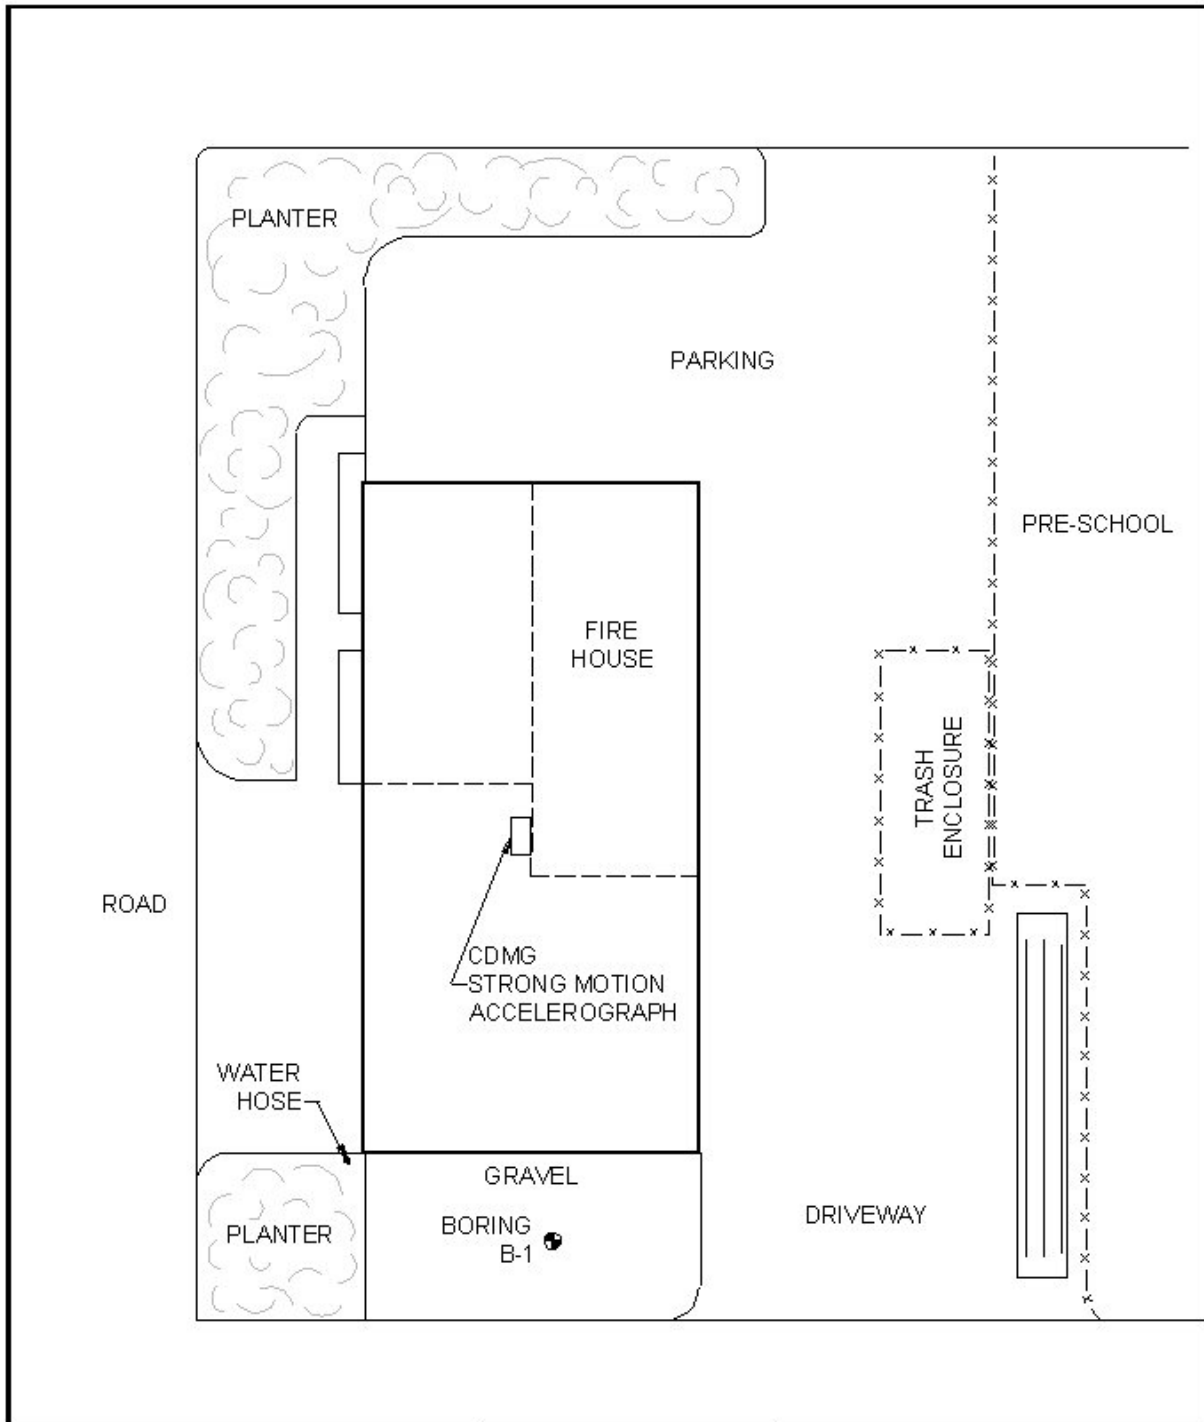 PLANTER
PARKING
PRE-SCHOOL
FIRE
HOUSE
TRASH
ENCLOSURE
ROAD
CDMG
STRONG MOTION
ACCELEROGRAPH
WATER
HOSE
GRAVEL
PLANTER
BORING
B-1
DRIVEWAY